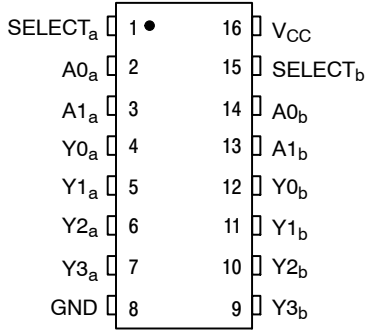 SELECTa 1 16 VCC
A0a 2 15 SELECTb
A1a 3 14 A0b
Y0a 4 13 A1b
Y1a 5 12 Y0b
Y2a 6 11 Y1b
Y3a 7 10 Y2b
GND 8 9 Y3b